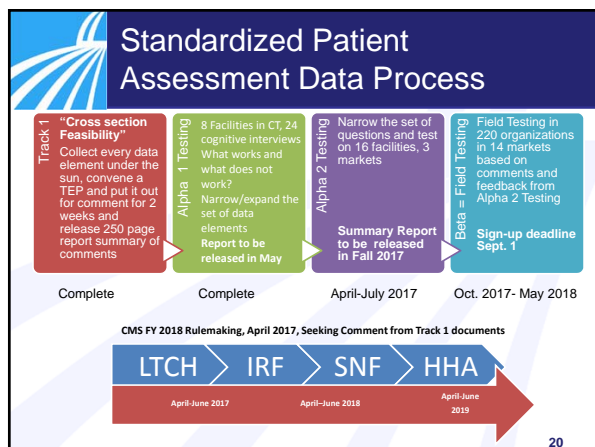 Standardized Patient
Assessment Data Process
Track 1
“Cross section
Feasibility”
Collect every data
element under the
sun, convene a
TEP and put it out
for comment for 2
weeks and
release 250 page
report summary of
comments
Alpha 1 Testing
8 Facilities in CT, 24
cognitive interviews
What works and
what does not
work?
Narrow/expand the
set of data
elements
Report to be
released in May
Alpha 2 Testing
Narrow the set of
questions and test
on 16 facilities, 3
markets
Summary Report
to be released
in Fall 2017
Beta = Field Testing
Field Testing in
220 organizations
in 14 markets
based on
comments and
feedback from
Alpha 2 Testing
Sign-up deadline
Sept. 1
Complete
Complete
April-July 2017
Oct. 2017- May 2018
CMS FY 2018 Rulemaking, April 2017, Seeking Comment from Track 1 documents
LTCH
IRF
SNF
HHA
April-June 2017
April–June 2018
April-June
2019
20